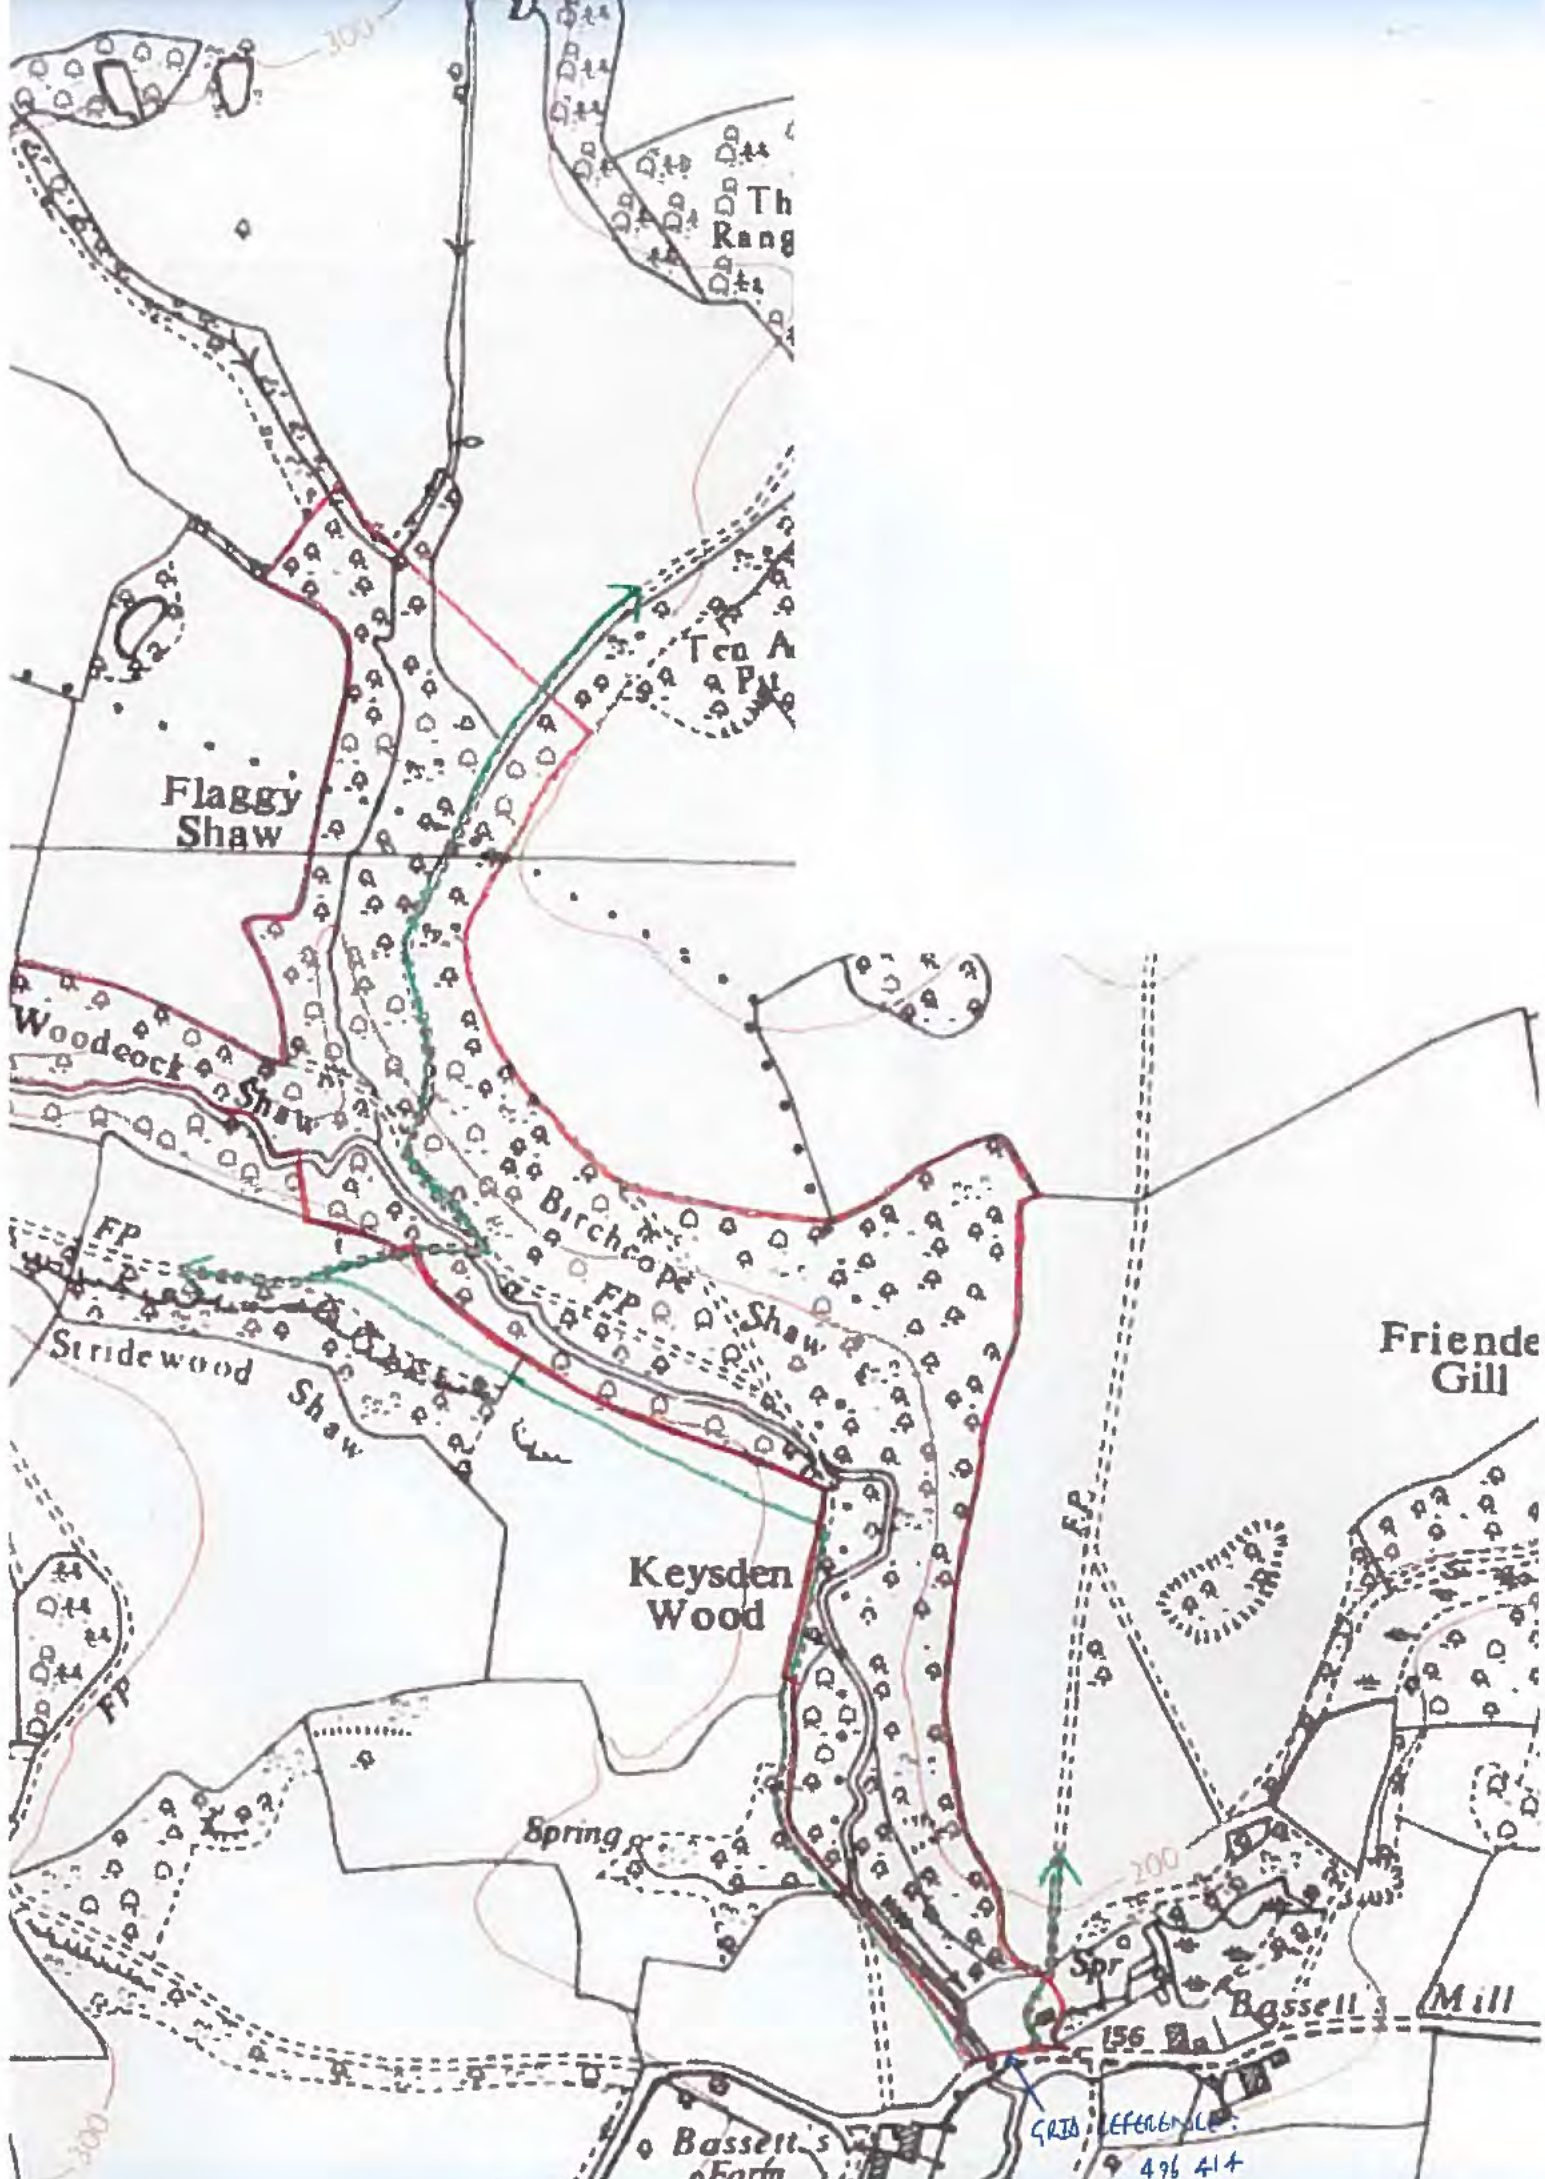 300
Th
Rang
Ten A
Pit
Flaggy
Shaw
Woodcock
Shaw
Birchcope
Shaw
FP
FP
Stridewood
Shaw
Friende
Gill
FP
Keysden
Wood
FP
Spring
200
Spr
Bassett's Mill
156
GRID REFERENCE:
496 414
Bassett's
Farm
300